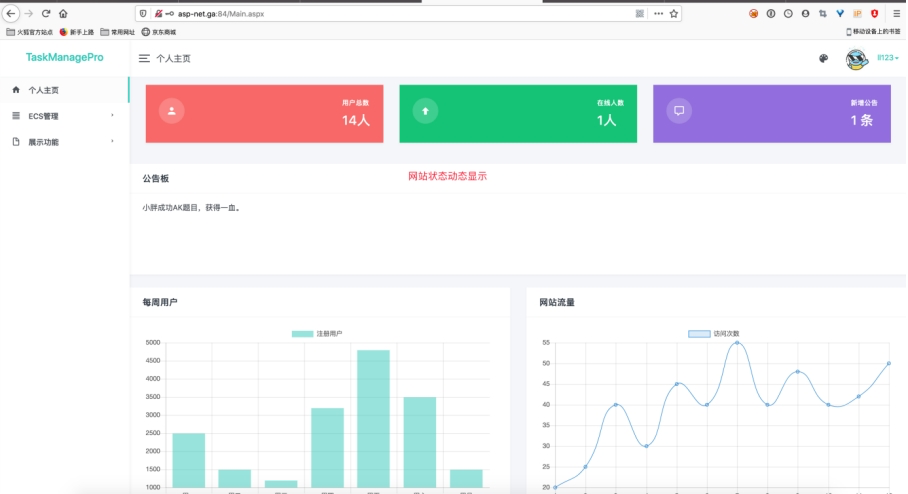 asp-net.ga:84/Main.aspx
火狐官方站点 新手上路 常用网址 京东商城 移动设备上的书签
TaskManagePro
个人主页
ll123
个人主页
ECS管理
展示功能
用户总数
14人
在线人数
1人
新增公告
1 条
公告板
网站状态动态显示
小胖成功AK题目，获得一血。
每周用户
注册用户
5000
4500
4000
3500
3000
2500
2000
1500
1000
网站流量
访问次数
55
50
45
40
35
30
25
20